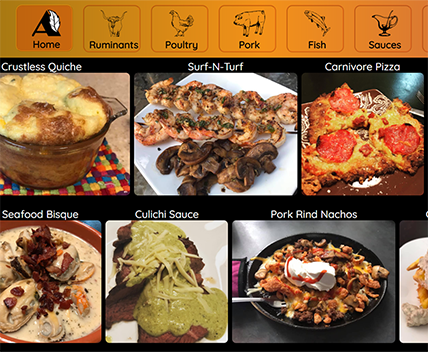 Home
Ruminants
Poultry
Pork
Fish
Sauces
Crustless Quiche
Surf-N-Turf
Carnivore Pizza
Seafood Bisque
Culichi Sauce
Pork Rind Nachos